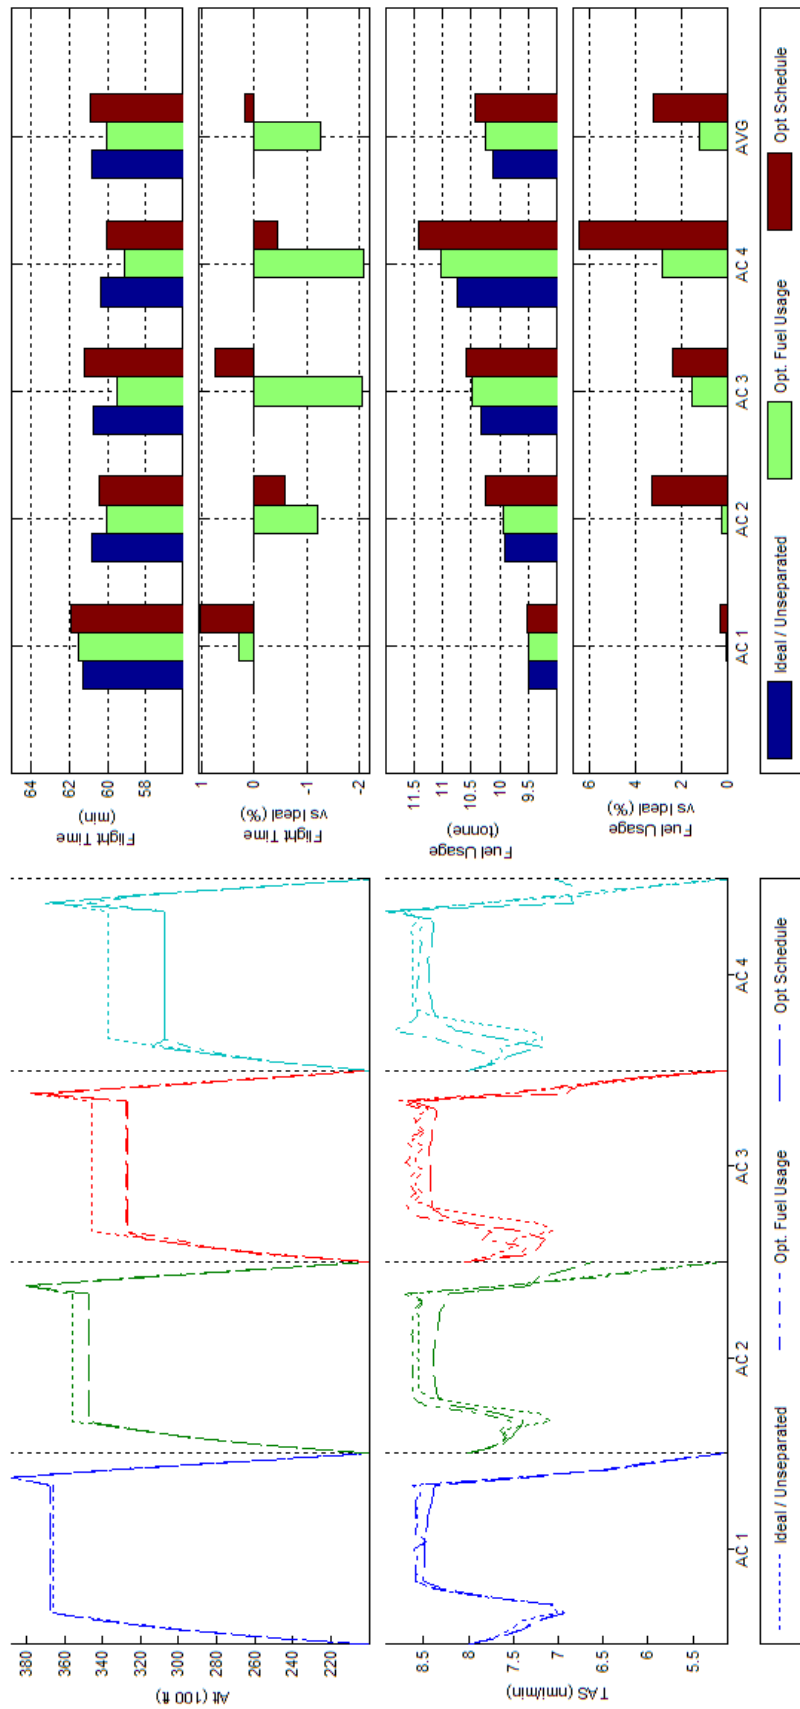 380
360
340
320
300
280
260
240
220
Alt (100 ft)
8.5
8
7.5
7
6.5
6
5.5
TAS (nmi/min)
AC 1
AC 2
AC 3
AC 4
Ideal / Unseparated
Opt. Fuel Usage
Opt Schedule
64
62
60
58
Flight Time
(min)
1
0
-1
-2
Flight Time
vs Ideal (%)
11.5
11
10.5
10
9.5
Fuel Usage
(tonne)
6
4
2
0
Fuel Usage
vs Ideal (%)
AC 1
AC 2
AC 3
AC 4
AVG
Ideal / Unseparated
Opt. Fuel Usage
Opt Schedule